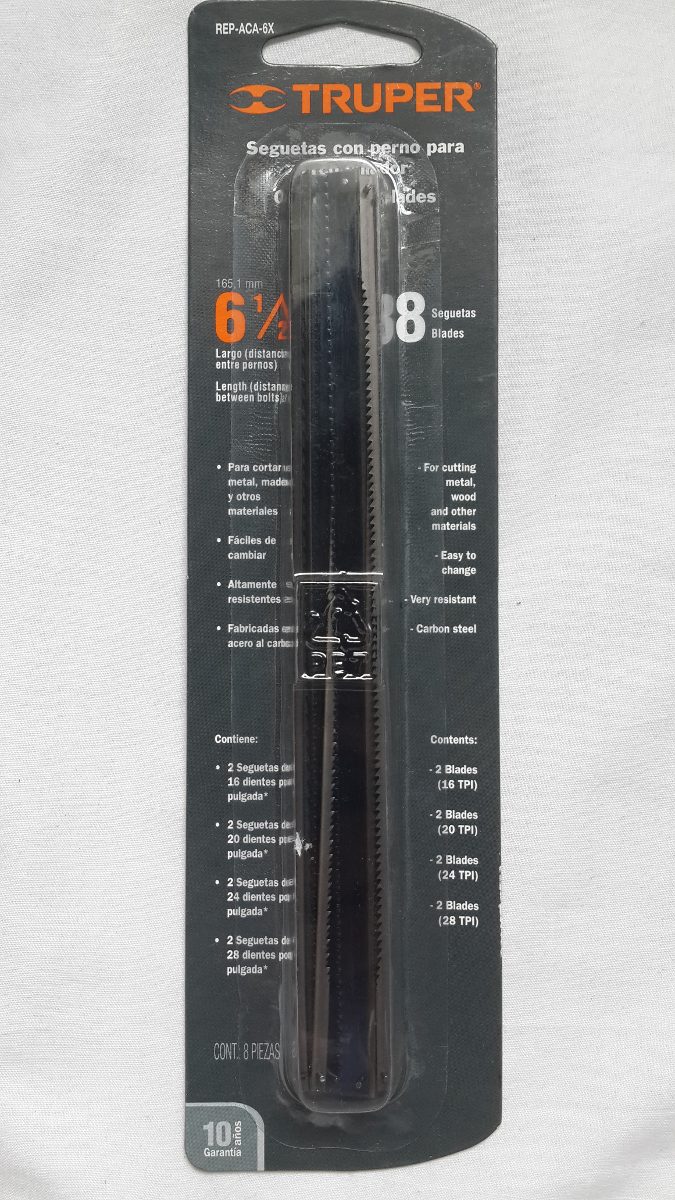 REP-ACA-6X
TRUPER®
Seguetas con perno para
blades
165,1 mm
6 1/2
8 Seguetas
Blades
Largo (distancia
entre pernos)
Length (distance
between bolts)
• Para cortar
metal,
y otros
materiales
• Fáciles de
cambiar
• Altamente
resistentes
• Fabricadas en
acero al
- For cutting
metal,
wood
and other
materials
- Easy to
change
- Very resistant
- Carbon steel
Contiene:
• 2 Seguetas de
16 dientes por
pulgada*
• 2 Seguetas de
20 dientes por
pulgada*
• 2 Seguetas de
24 dientes por
pulgada*
• 2 Seguetas de
28 dientes por
pulgada*
Contents:
- 2 Blades
(16 TPI)
- 2 Blades
(20 TPI)
- 2 Blades
(24 TPI)
- 2 Blades
(28 TPI)
CONT.: 8 PIEZAS
10 años
Garantía